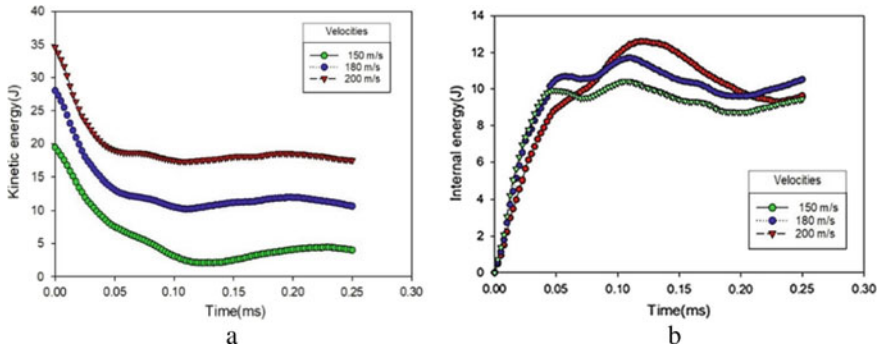 40
35
30
25
20
15
10
5
0
Kinetic energy(J)
Velocities
150 m/s
180 m/s
200 m/s
0.00 0.05 0.10 0.15 0.20 0.25 0.30
Time(ms)
a
14
12
10
8
6
4
2
0
Internal energy(J)
Velocities
150 m/s
180 m/s
200 m/s
0.00 0.05 0.10 0.15 0.20 0.25 0.30
Time(ms)
b